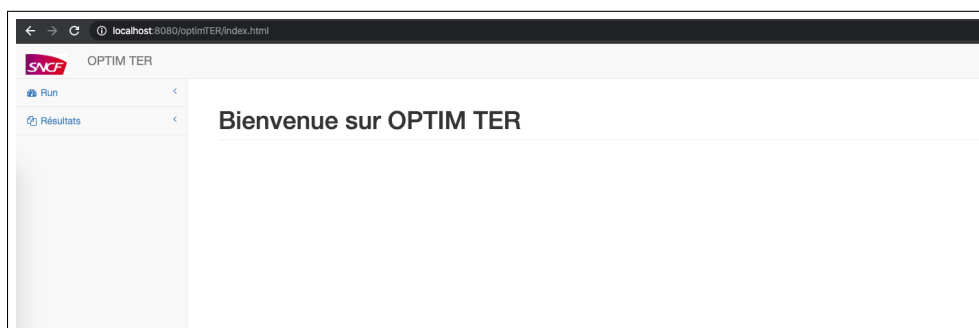 localhost:8080/optimTER/index.html
SNCF OPTIM TER
Run
Résultats
Bienvenue sur OPTIM TER